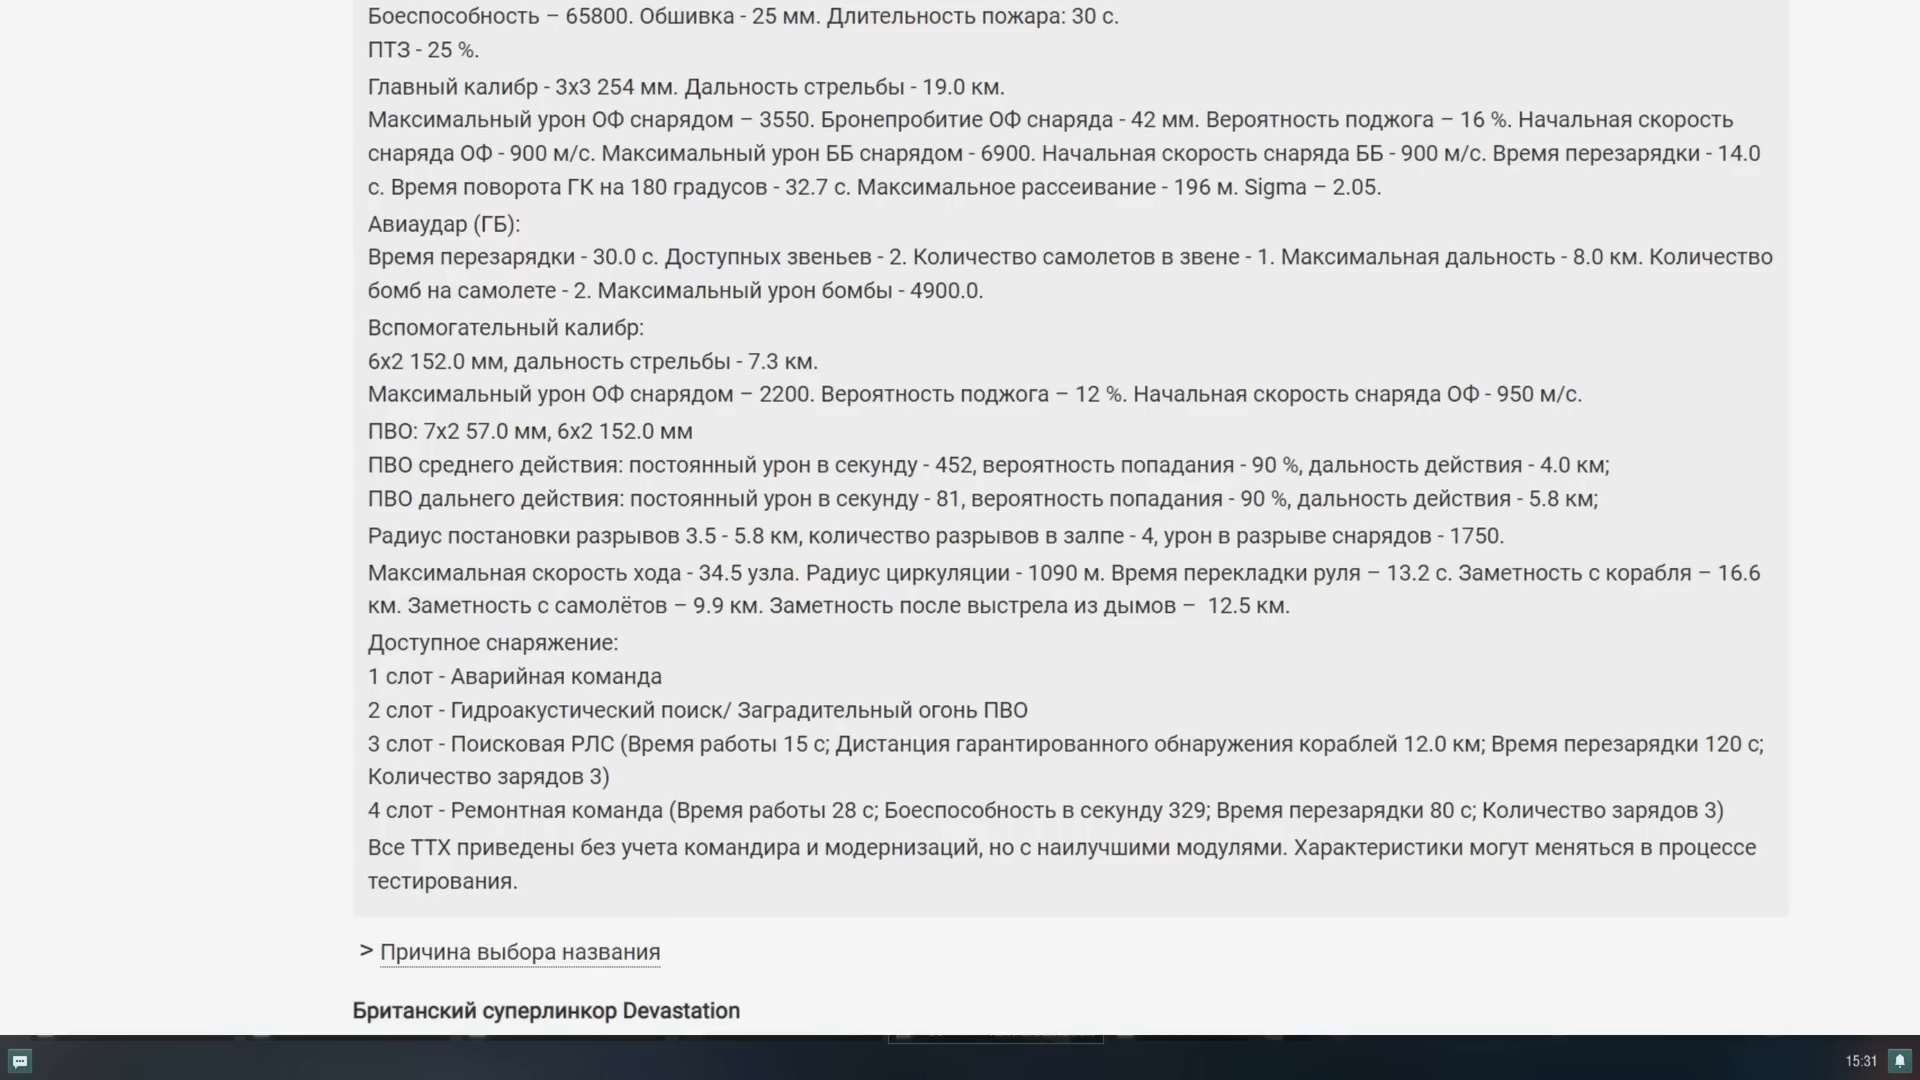 Боеспособность – 65800. Обшивка - 25 мм. Длительность пожара: 30 с.
ПТЗ - 25 %.
Главный калибр - 3x3 254 мм. Дальность стрельбы - 19.0 км.
Максимальный урон ОФ снарядом – 3550. Бронепробитие ОФ снаряда - 42 мм. Вероятность поджога – 16 %. Начальная скорость
снаряда ОФ - 900 м/с. Максимальный урон ББ снарядом - 6900. Начальная скорость снаряда ББ - 900 м/с. Время перезарядки - 14.0
с. Время поворота ГК на 180 градусов - 32.7 с. Максимальное рассеивание - 196 м. Sigma – 2.05.
Авиаудар (ГБ):
Время перезарядки - 30.0 с. Доступных звеньев - 2. Количество самолетов в звене - 1. Максимальная дальность - 8.0 км. Количество
бомб на самолете - 2. Максимальный урон бомбы - 4900.0.
Вспомогательный калибр:
6x2 152.0 мм, дальность стрельбы - 7.3 км.
Максимальный урон ОФ снарядом – 2200. Вероятность поджога – 12 %. Начальная скорость снаряда ОФ - 950 м/с.
ПВО: 7x2 57.0 мм, 6x2 152.0 мм
ПВО среднего действия: постоянный урон в секунду - 452, вероятность попадания - 90 %, дальность действия - 4.0 км;
ПВО дальнего действия: постоянный урон в секунду - 81, вероятность попадания - 90 %, дальность действия - 5.8 км;
Радиус постановки разрывов 3.5 - 5.8 км, количество разрывов в залпе - 4, урон в разрыве снарядов - 1750.
Максимальная скорость хода - 34.5 узла. Радиус циркуляции - 1090 м. Время перекладки руля – 13.2 с. Заметность с корабля – 16.6
км. Заметность с самолётов – 9.9 км. Заметность после выстрела из дымов – 12.5 км.
Доступное снаряжение:
1 слот - Аварийная команда
2 слот - Гидроакустический поиск/ Заградительный огонь ПВО
3 слот - Поисковая РЛС (Время работы 15 с; Дистанция гарантированного обнаружения кораблей 12.0 км; Время перезарядки 120 с;
Количество зарядов 3)
4 слот - Ремонтная команда (Время работы 28 с; Боеспособность в секунду 329; Время перезарядки 80 с; Количество зарядов 3)
Все ТТХ приведены без учета командира и модернизаций, но с наилучшими модулями. Характеристики могут меняться в процессе
тестирования.
> Причина выбора названия
Британский суперлинкор Devastation
15:31